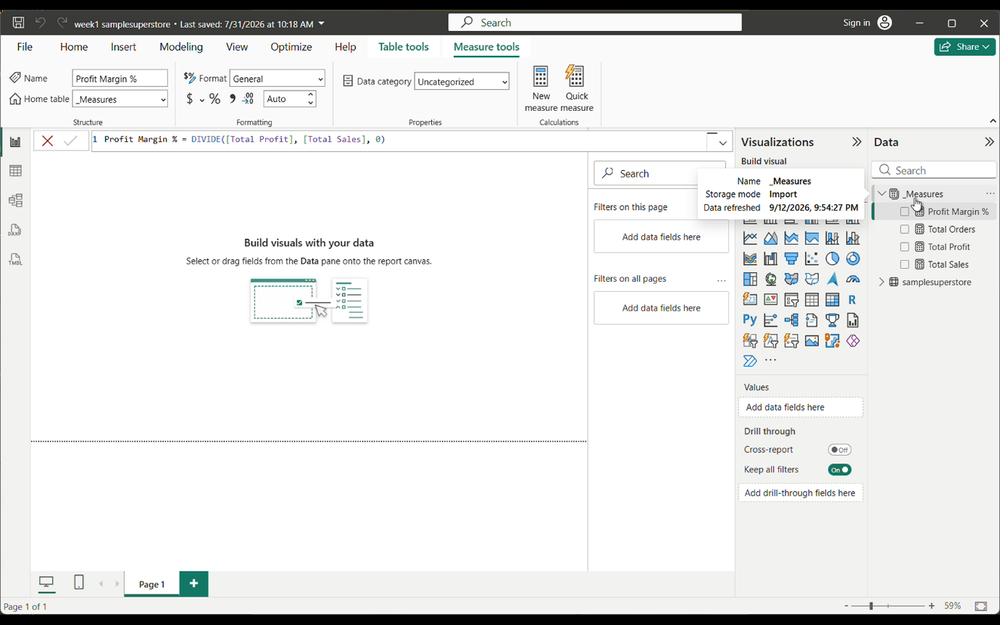 week1 samplesuperstore • Last saved: 7/31/2026 at 10:18 AM
Search
Sign in
File Home Insert Modeling View Optimize Help Table tools Measure tools
Share
Name Profit Margin %
Home table _Measures
Structure
Format General
$ % 9 .00 Auto
Formatting
Data category Uncategorized
Properties
New measure
Quick measure
Calculations
1 Profit Margin % = DIVIDE([Total Profit], [Total Sales], 0)
DAX
TMDL
Build visuals with your data
Select or drag fields from the Data pane onto the report canvas.
Search
Filters on this page
Add data fields here
Filters on all pages ...
Add data fields here
Visualizations
Build visual
Name _Measures
Storage mode Import
Data refreshed 9/12/2026, 9:54:27 PM
123
R
Py
...
Values
Add data fields here
Drill through
Cross-report Off
Keep all filters On
Add drill-through fields here
Data
Search
_Measures ...
Profit Margin %
Total Orders
Total Profit
Total Sales
samplesuperstore
Page 1 +
Page 1 of 1
- + 59%